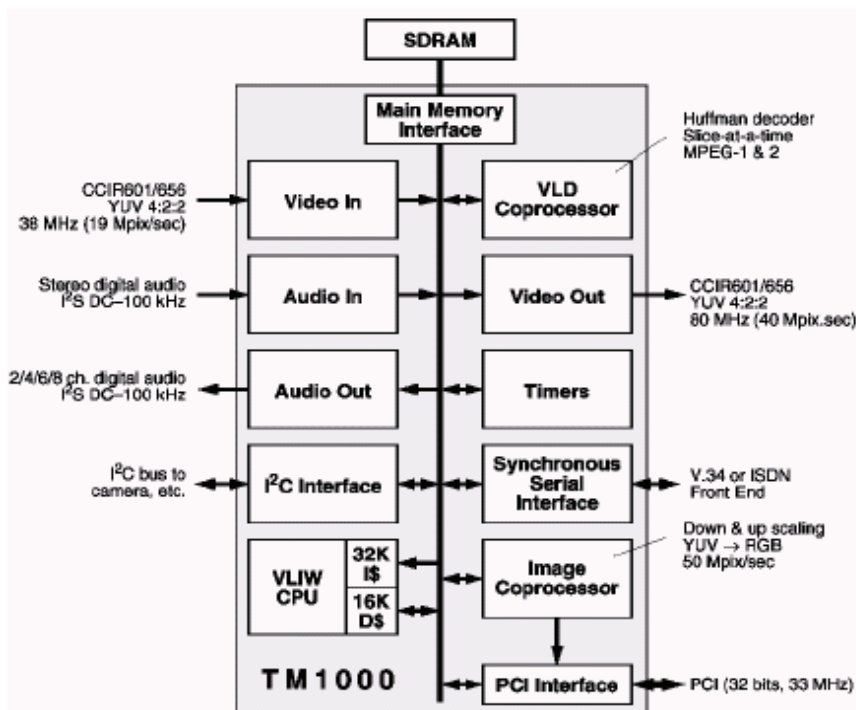 SDRAM
Main Memory
Interface
Huffman decoder
Slice-at-a-time
MPEG-1 & 2
CCIR601/656
YUV 4:2:2
38 MHz (19 Mpix/sec)
Video In
VLD
Coprocessor
Stereo digital audio
I²S DC–100 kHz
Audio In
Video Out
CCIR601/656
YUV 4:2:2
80 MHz (40 Mpix.sec)
2/4/6/8 ch. digital audio
I²S DC–100 kHz
Audio Out
Timers
I²C bus to
camera, etc.
I²C Interface
Synchronous
Serial
Interface
V.34 or ISDN
Front End
Down & up scaling
YUV → RGB
50 Mpix/sec
VLIW
CPU
32K
I$
16K
D$
Image
Coprocessor
TM1000
PCI Interface
PCI (32 bits, 33 MHz)